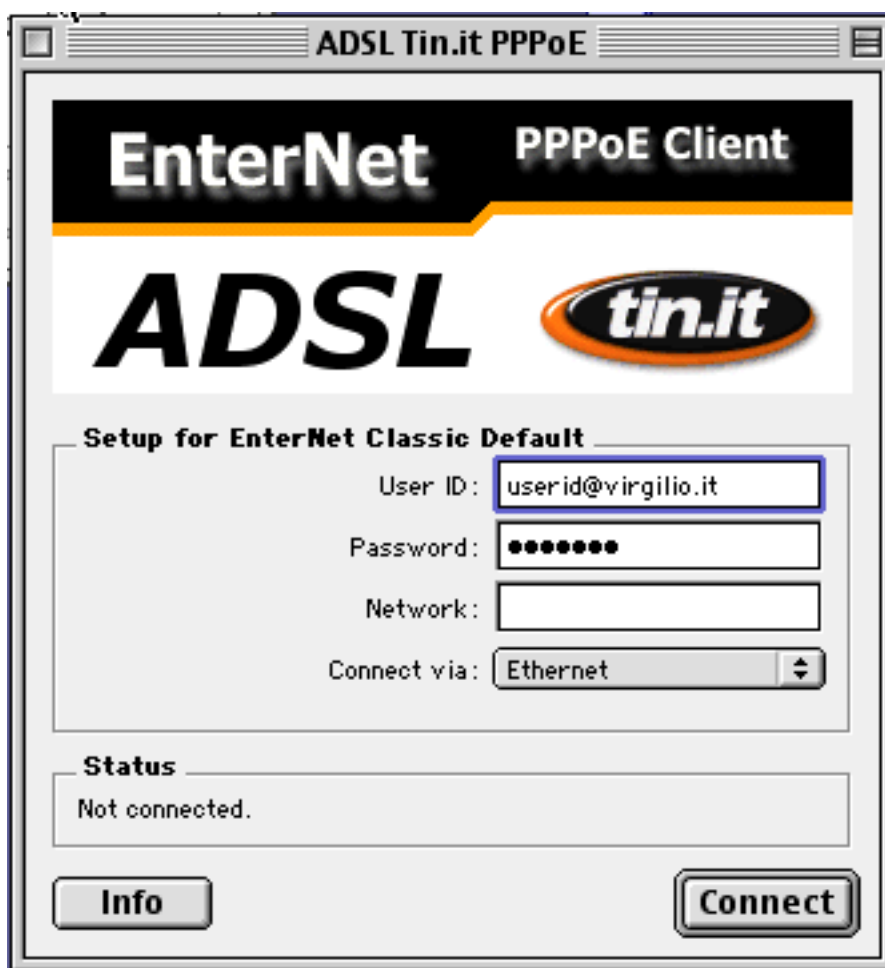 ADSL Tin.it PPPoE
EnterNet PPPoE Client
ADSL tin.it
Setup for EnterNet Classic Default
User ID: userid@virgilio.it
Password: •••••••
Network:
Connect via: Ethernet
Status
Not connected.
Info Connect